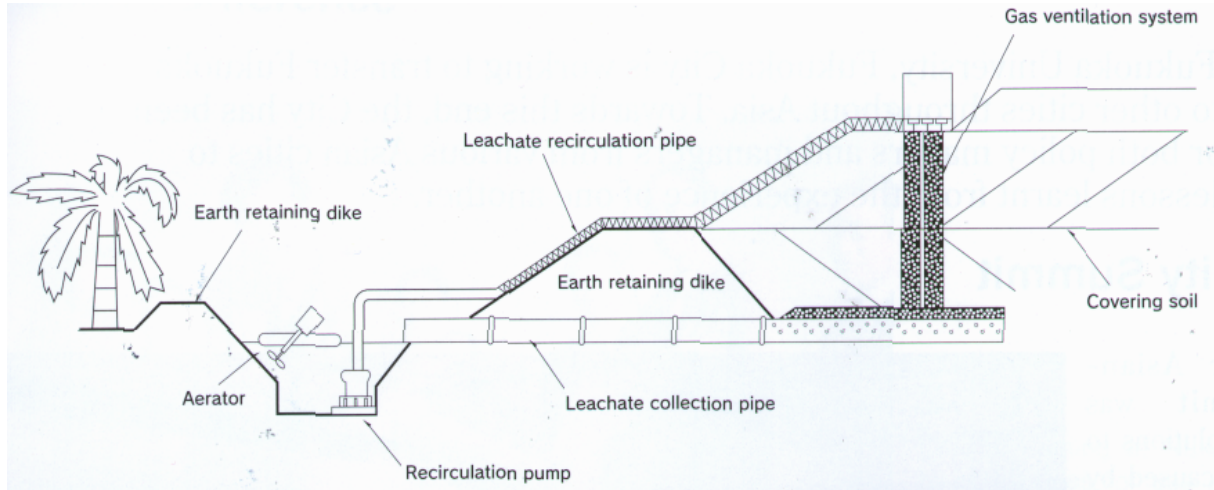 Gas ventilation system
Leachate recirculation pipe
Earth retaining dike
Earth retaining dike
Covering soil
Aerator
Leachate collection pipe
Recirculation pump